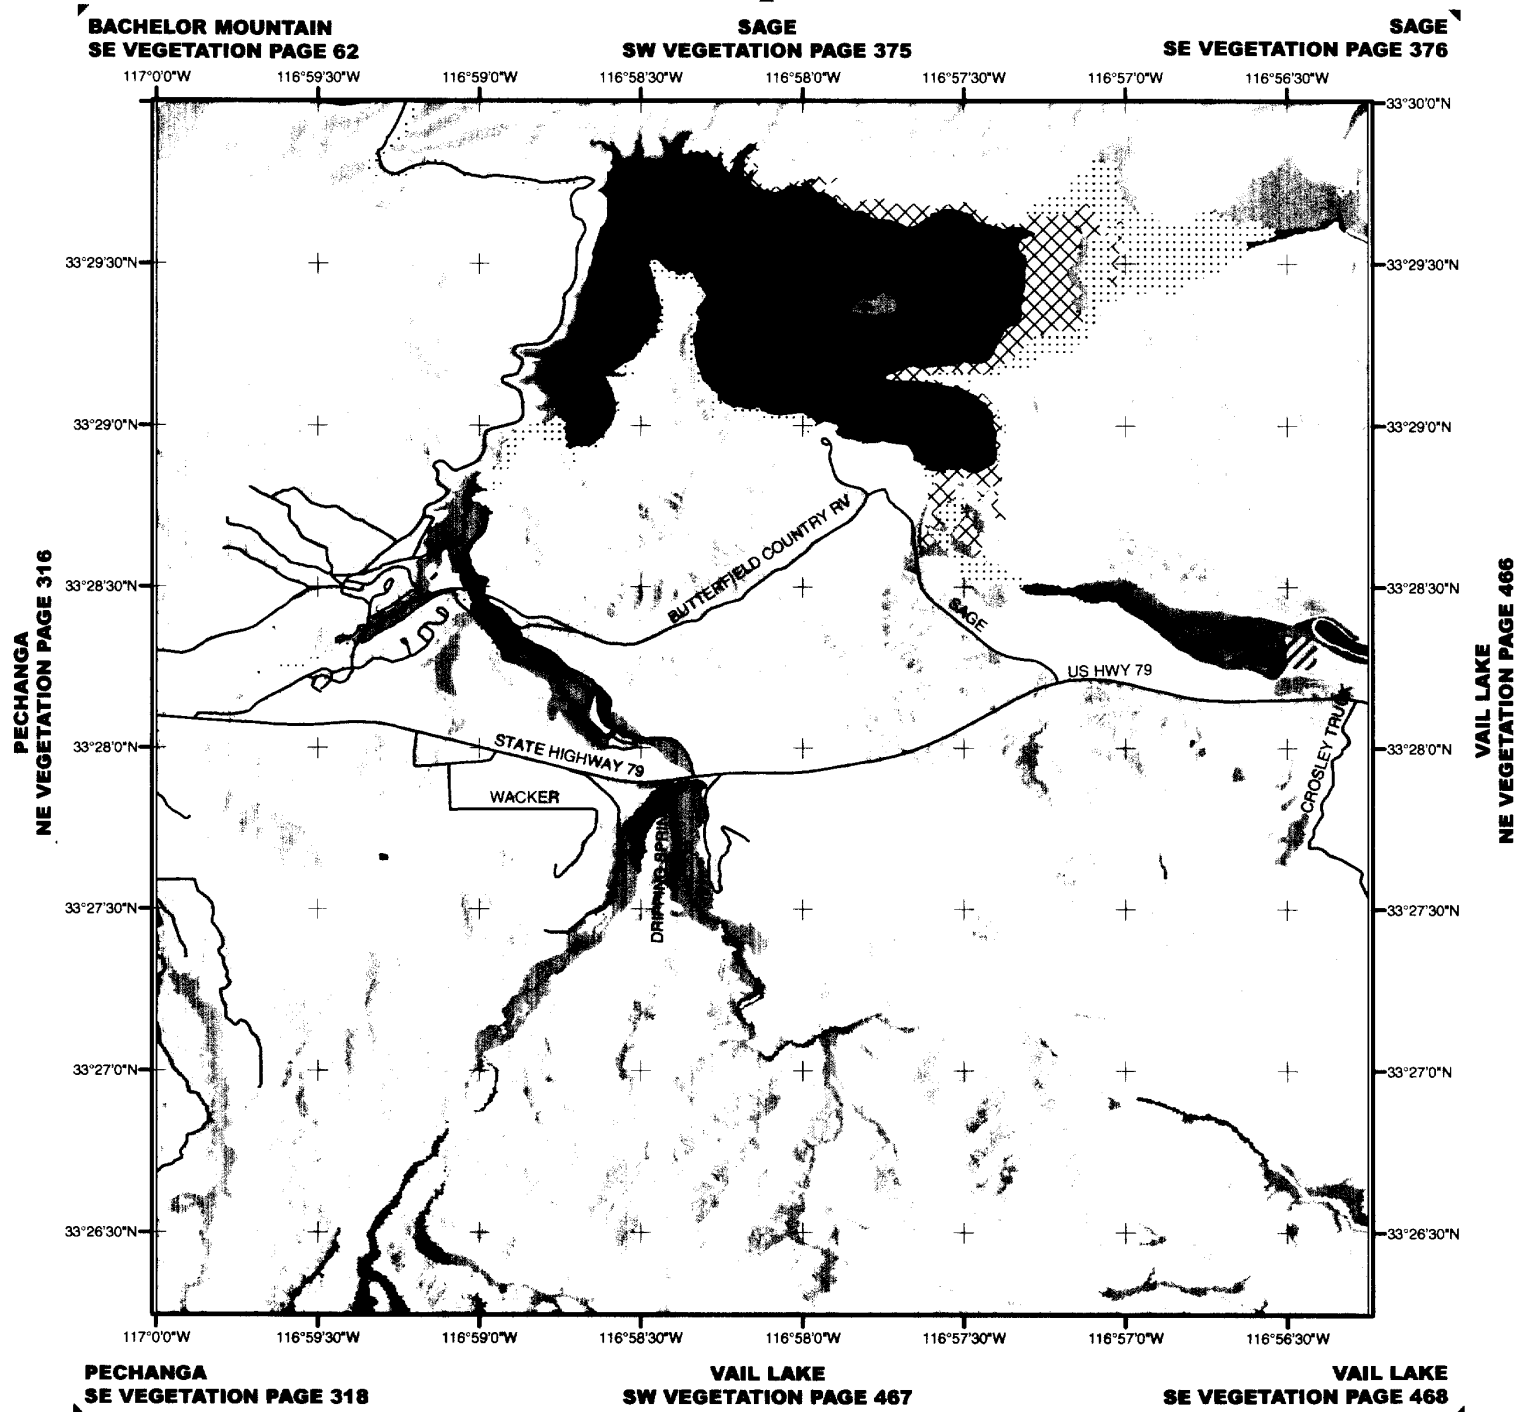 BACHELOR MOUNTAIN
SE VEGETATION PAGE 62
SAGE
SW VEGETATION PAGE 375
SAGE
SE VEGETATION PAGE 376
117°0'0"W 116°59'30"W 116°59'0"W 116°58'30"W 116°58'0"W 116°57'30"W 116°57'0"W 116°56'30"W
33°30'0"N
33°29'30"N 33°29'30"N
33°29'0"N 33°29'0"N
BUTTERFIELD COUNTRY RV
33°28'30"N 33°28'30"N
SAGE
US HWY 79
PECHANGA
NE VEGETATION PAGE 316
VAIL LAKE
NE VEGETATION PAGE 466
33°28'0"N 33°28'0"N
STATE HIGHWAY 79
CROSLEY TRUCK
WACKER
DRIPPING SPRIN
33°27'30"N 33°27'30"N
33°27'0"N 33°27'0"N
33°26'30"N 33°26'30"N
117°0'0"W 116°59'30"W 116°59'0"W 116°58'30"W 116°58'0"W 116°57'30"W 116°57'0"W 116°56'30"W
PECHANGA
SE VEGETATION PAGE 318
VAIL LAKE
SW VEGETATION PAGE 467
VAIL LAKE
SE VEGETATION PAGE 468